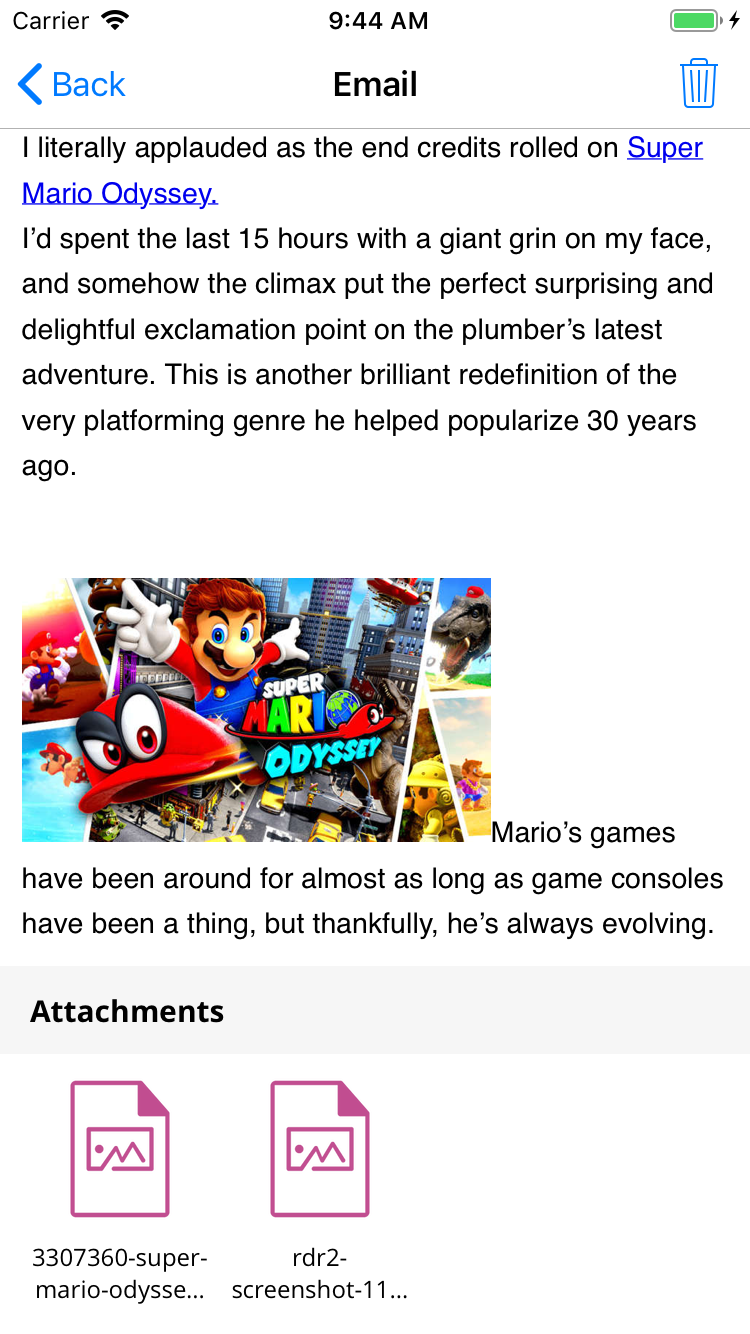 Carrier 9:44 AM
Back Email
I literally applauded as the end credits rolled on Super
Mario Odyssey.
I’d spent the last 15 hours with a giant grin on my face,
and somehow the climax put the perfect surprising and
delightful exclamation point on the plumber’s latest
adventure. This is another brilliant redefinition of the
very platforming genre he helped popularize 30 years
ago.
SUPER
MARIO
ODYSSEY
Mario’s games
have been around for almost as long as game consoles
have been a thing, but thankfully, he’s always evolving.
Attachments
3307360-super-
mario-odysse...
rdr2-
screenshot-11...